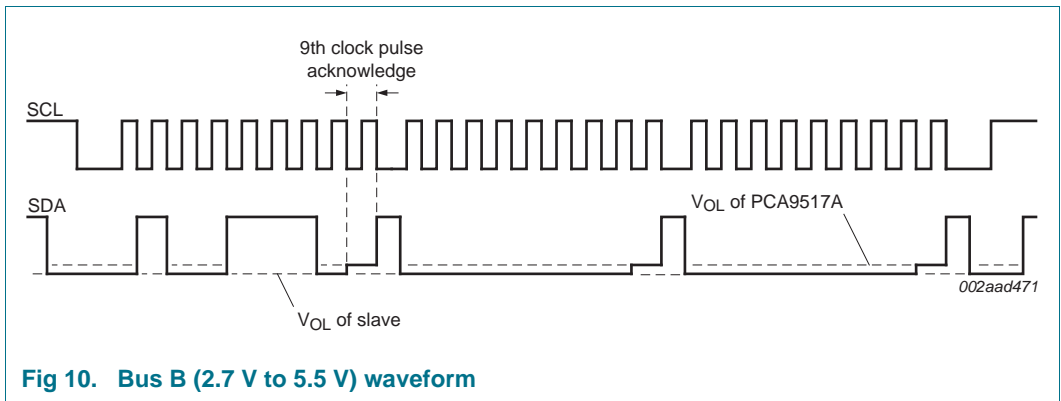 9th clock pulse
acknowledge
SCL
SDA
VOL of PCA9517A
002aad471
VOL of slave
Fig 10. Bus B (2.7 V to 5.5 V) waveform